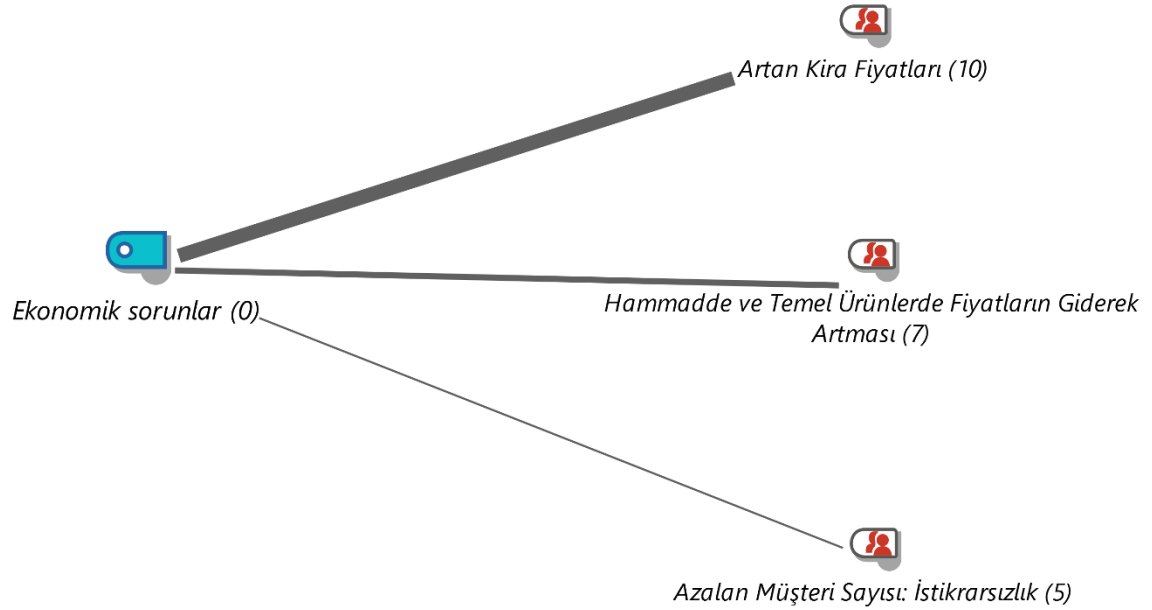 Artan Kira Fiyatları (10)
Ekonomik sorunlar (0)
Hammadde ve Temel Ürünlerde Fiyatların Giderek
Artması (7)
Azalan Müşteri Sayısı: İstikrarsızlık (5)